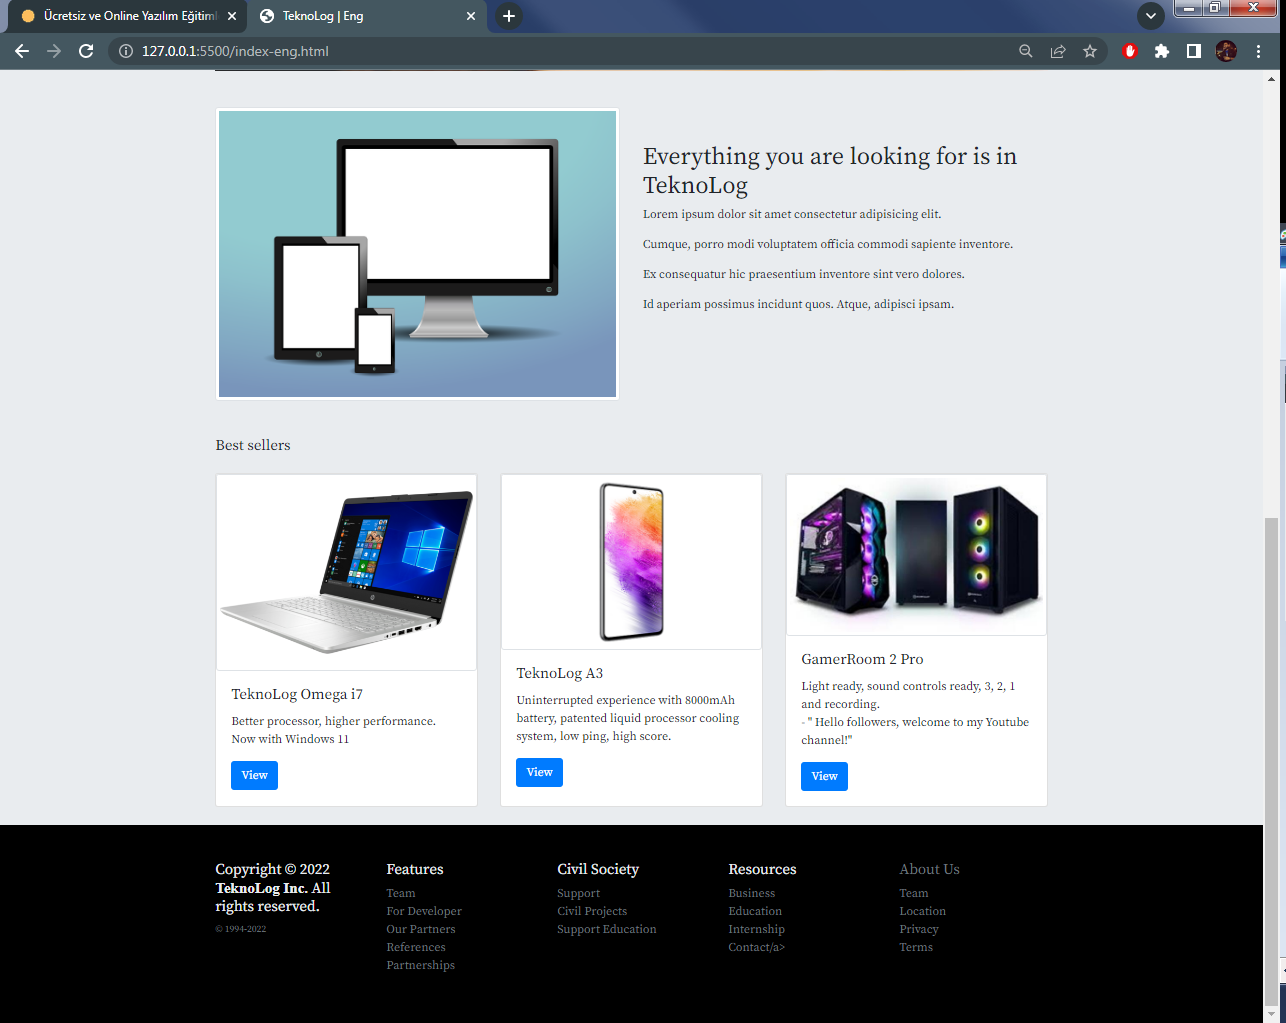 Ücretsiz ve Online Yazılım Eğitiml
TeknoLog | Eng
127.0.0.1:5500/index-eng.html
Everything you are looking for is in
TeknoLog
Lorem ipsum dolor sit amet consectetur adipisicing elit.
Cumque, porro modi voluptatem officia commodi sapiente inventore.
Ex consequatur hic praesentium inventore sint vero dolores.
Id aperiam possimus incidunt quos. Atque, adipisci ipsam.
Best sellers
TeknoLog Omega i7
Better processor, higher performance.
Now with Windows 11
View
TeknoLog A3
Uninterrupted experience with 8000mAh
battery, patented liquid processor cooling
system, low ping, high score.
View
GamerRoom 2 Pro
Light ready, sound controls ready, 3, 2, 1
and recording.
- " Hello followers, welcome to my Youtube
channel!"
View
Copyright © 2022
TeknoLog Inc. All
rights reserved.
© 1994-2022
Features
Team
For Developer
Our Partners
References
Partnerships
Civil Society
Support
Civil Projects
Support Education
Resources
Business
Education
Internship
Contact/a>
About Us
Team
Location
Privacy
Terms